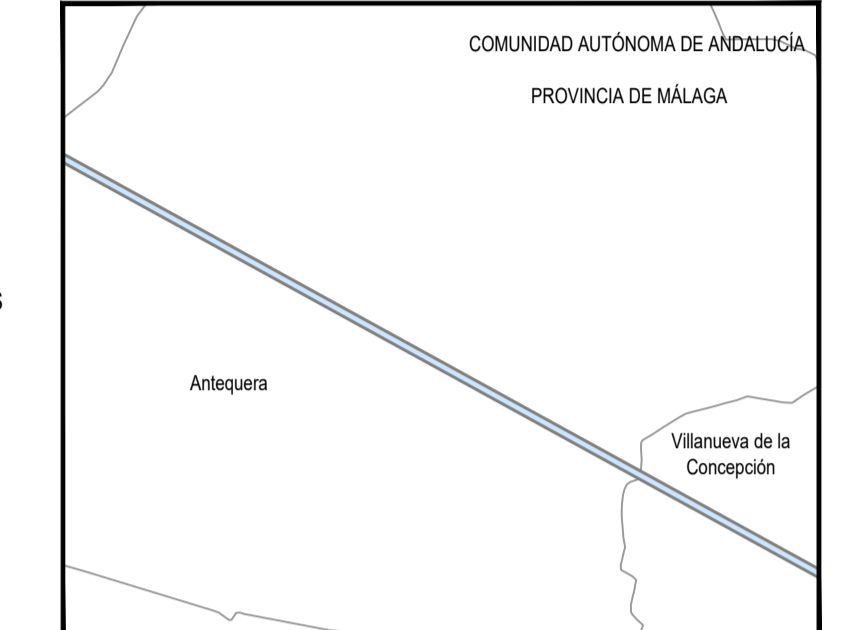 COMUNIDAD AUTÓNOMA DE ANDALUCÍA
PROVINCIA DE MÁLAGA
Antequera
Villanueva de la
Concepción